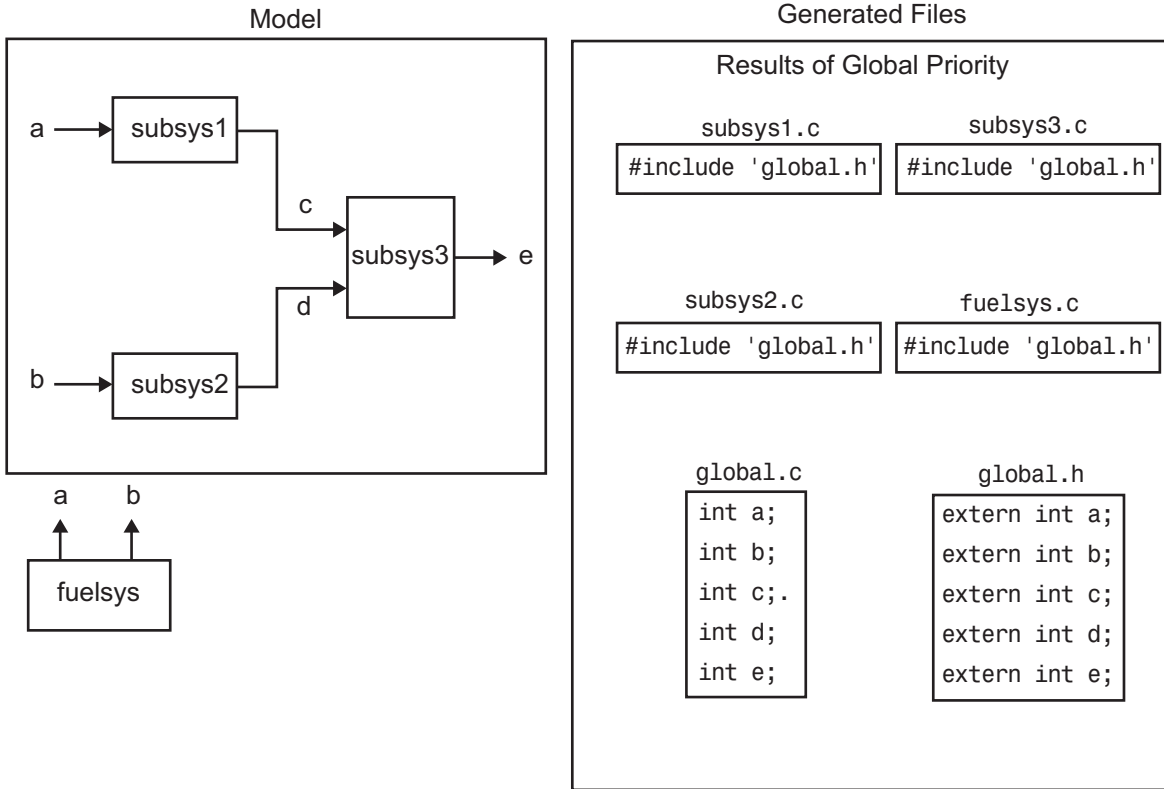 Model
a
subsys1
c
subsys3
e
d
b
subsys2
a
b
fuelsys
Generated Files
Results of Global Priority
subsys1.c
#include 'global.h'
subsys3.c
#include 'global.h'
subsys2.c
#include 'global.h'
fuelsys.c
#include 'global.h'
global.c
int a;
int b;
int c;.
int d;
int e;
global.h
extern int a;
extern int b;
extern int c;
extern int d;
extern int e;